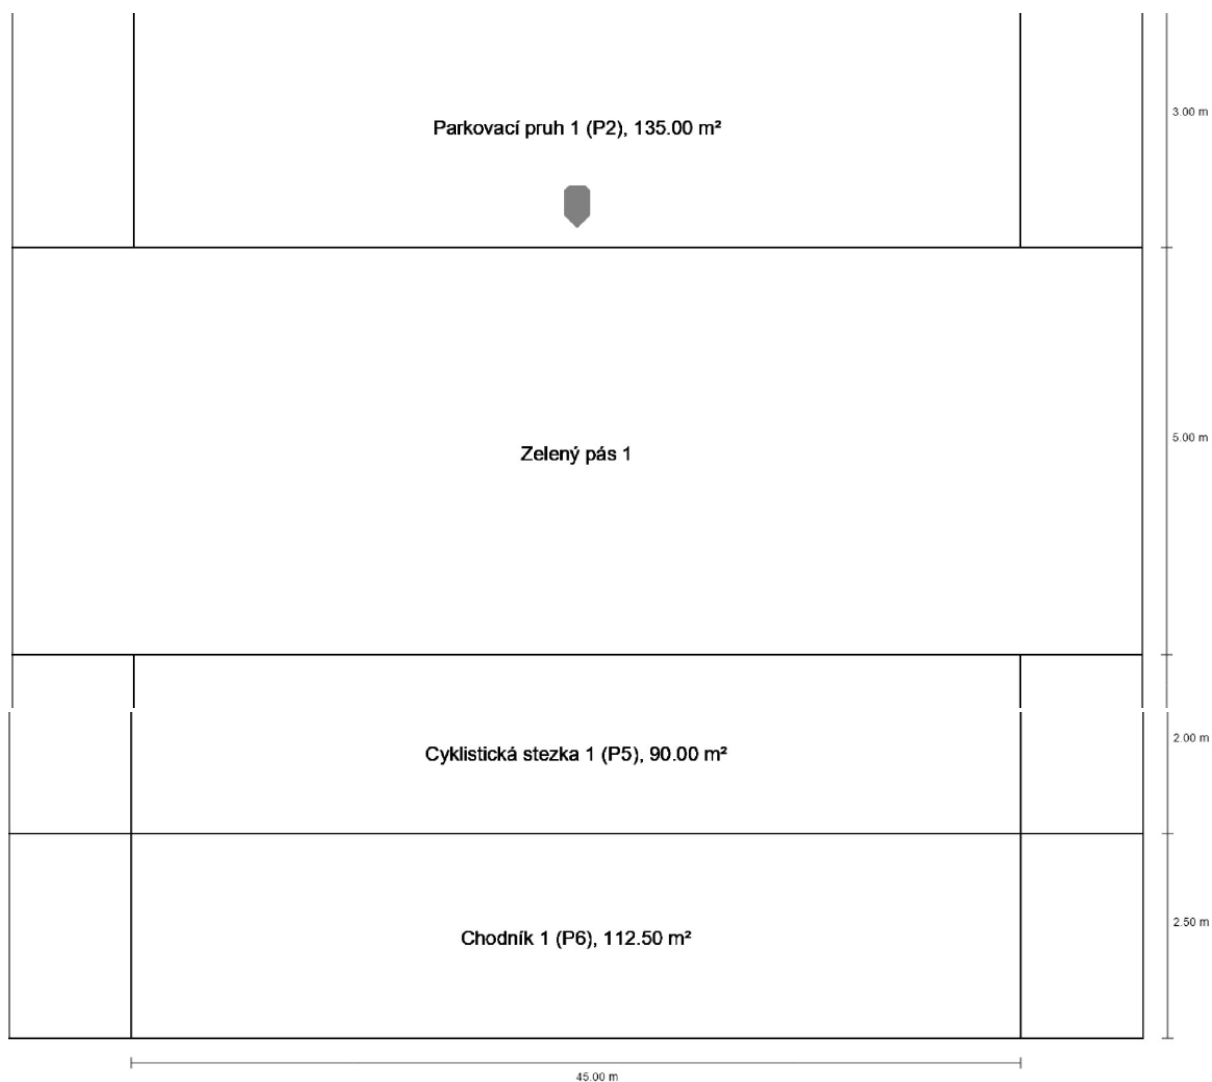 3.00 m
Parkovací pruh 1 (P2), 135.00 m²
5.00 m
Zelený pás 1
2.00 m
Cyklistická stezka 1 (P5), 90.00 m²
2.50 m
Chodník 1 (P6), 112.50 m²
45.00 m